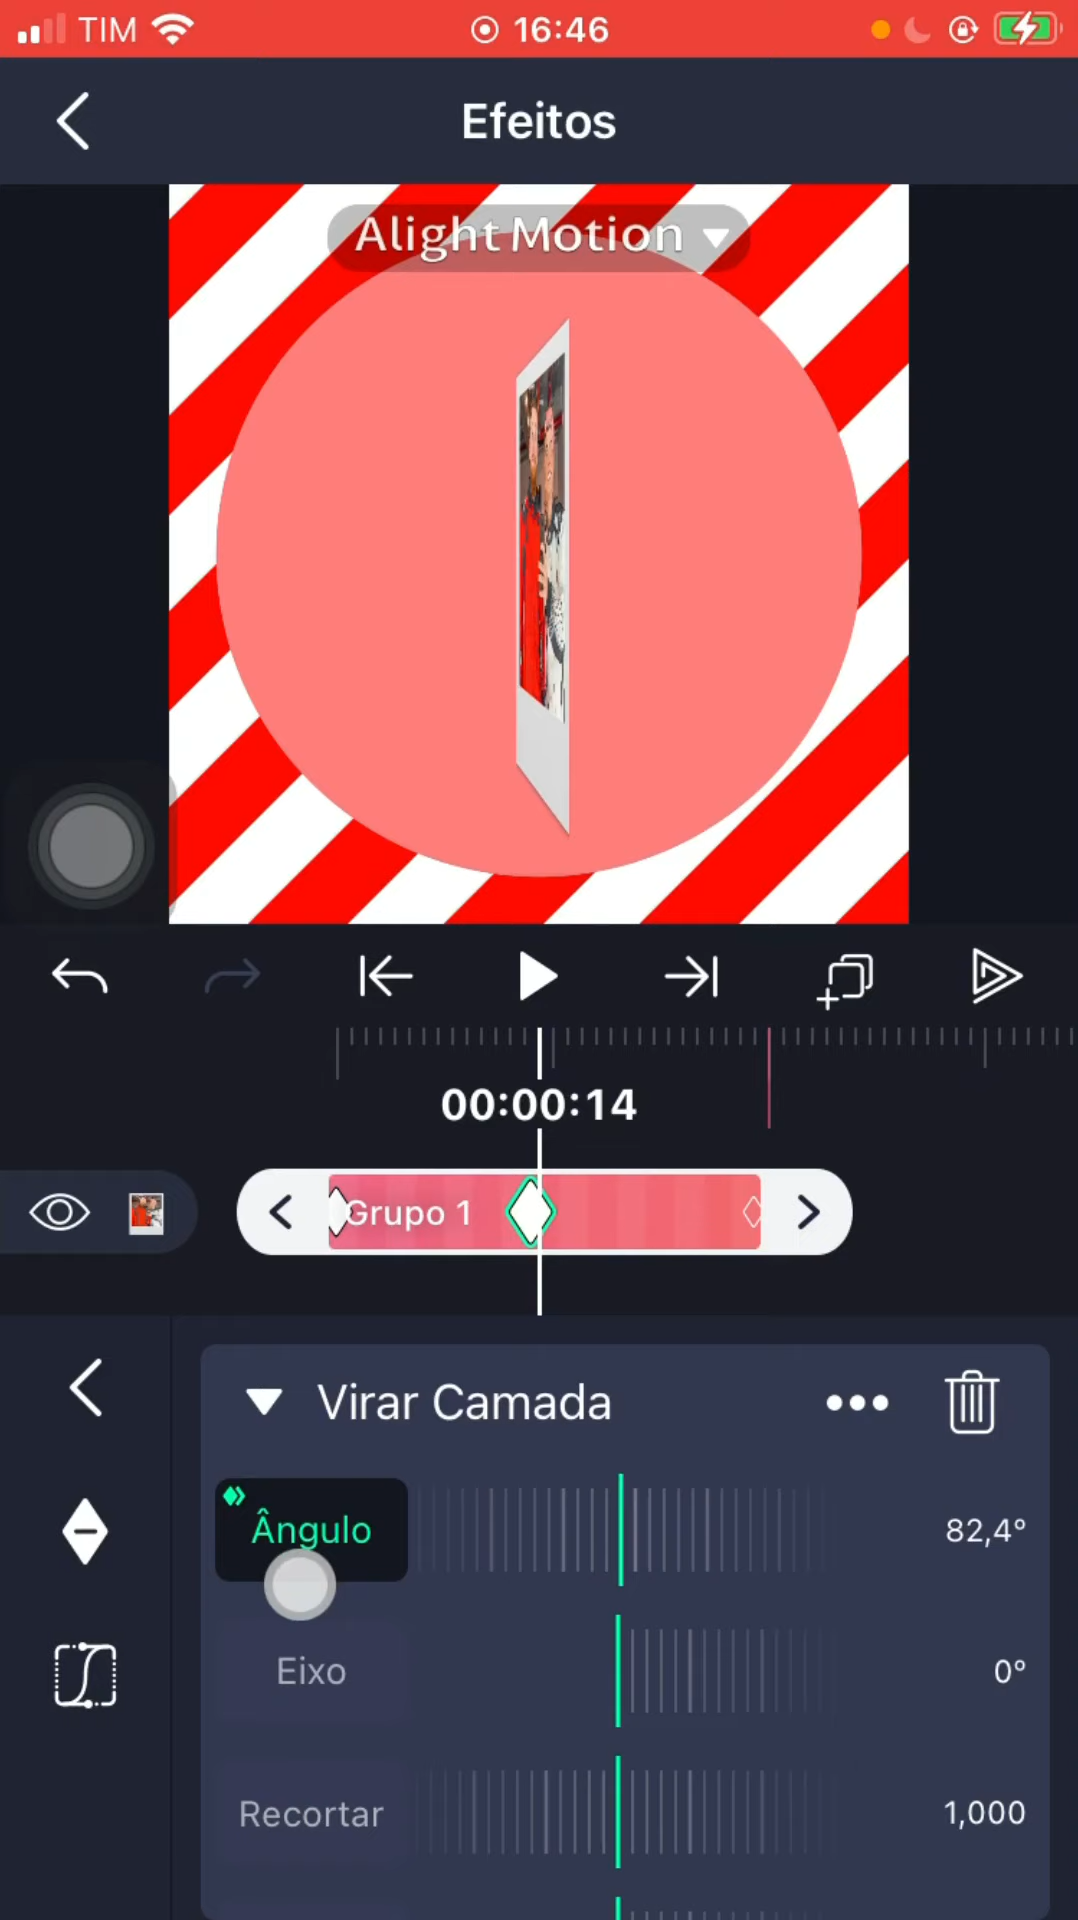 TIM 16:46
Efeitos
Alight Motion
00:00:14
Grupo 1
Virar Camada
Ângulo 82,4°
Eixo 0°
Recortar 1,000